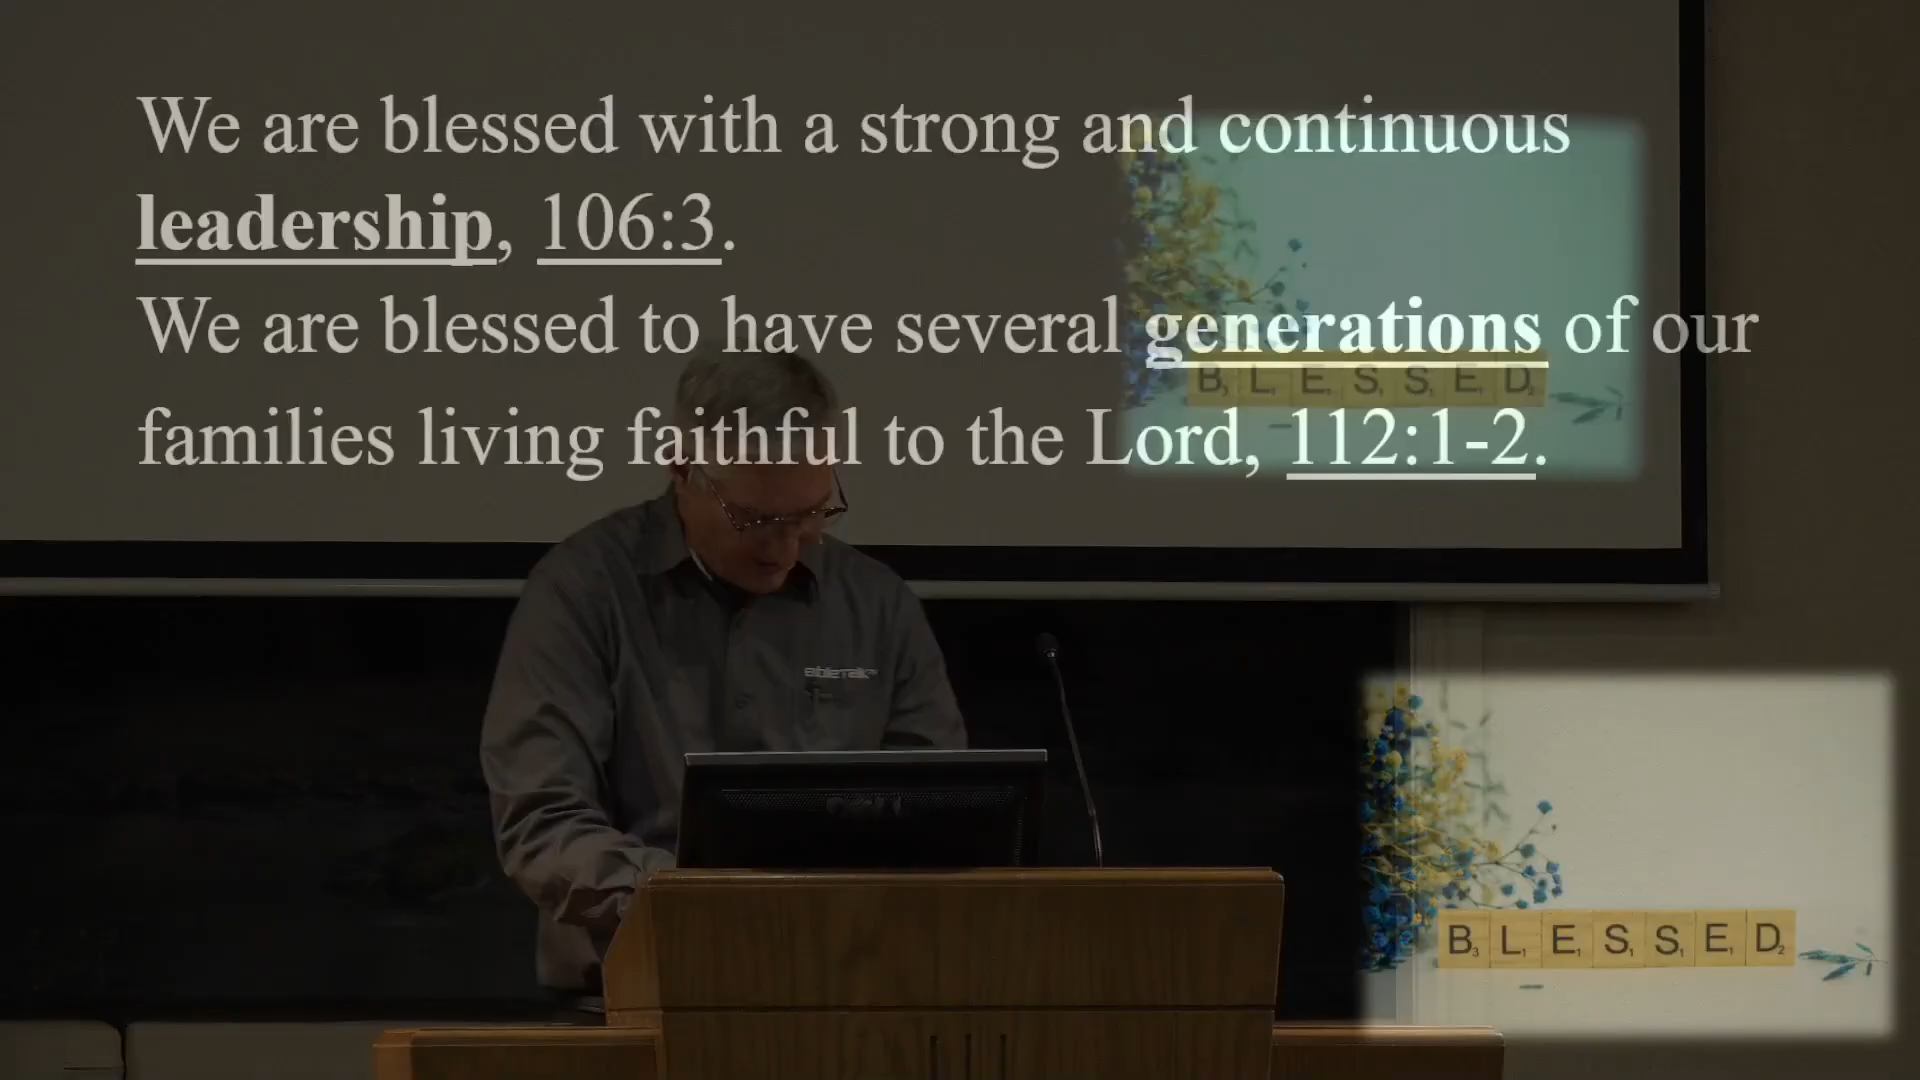 We are blessed with a strong and continuous
leadership, 106:3.
We are blessed to have several generations of our
families living faithful to the Lord, 112:1-2.
BLESSED
BLESSED